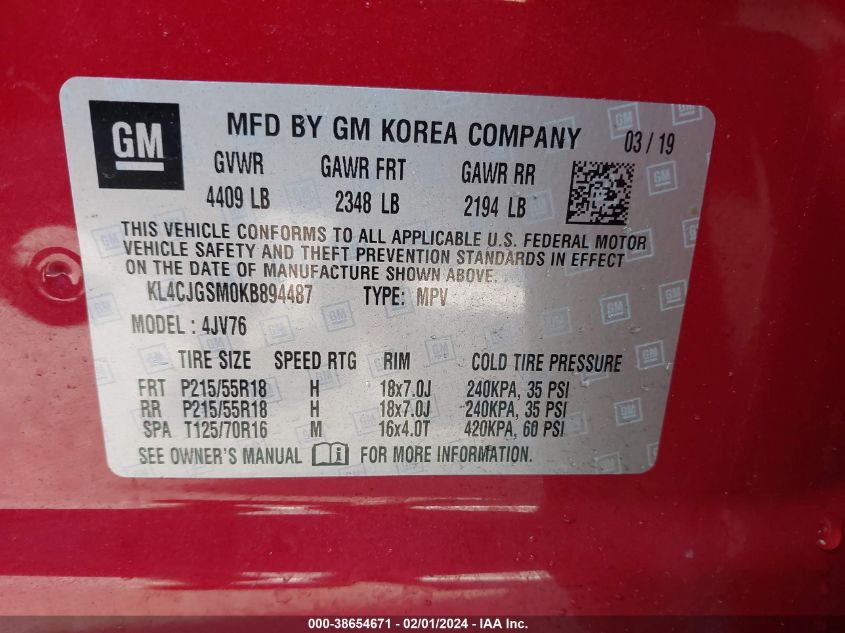 GM
MFD BY GM KOREA COMPANY 03 / 19
GVWR GAWR FRT GAWR RR
4409 LB 2348 LB 2194 LB
THIS VEHICLE CONFORMS TO ALL APPLICABLE U.S. FEDERAL MOTOR
VEHICLE SAFETY AND THEFT PREVENTION STANDARDS IN EFFECT
ON THE DATE OF MANUFACTURE SHOWN ABOVE.
KL4CJGSM0KB894487 TYPE: MPV
MODEL : 4JV76
TIRE SIZE SPEED RTG RIM COLD TIRE PRESSURE
FRT P215/55R18 H 18x7.0J 240KPA, 35 PSI
RR P215/55R18 H 18x7.0J 240KPA, 35 PSI
SPA T125/70R16 M 16x4.0T 420KPA, 60 PSI
SEE OWNER'S MANUAL i FOR MORE INFORMATION.
000-38654671 - 02/01/2024 - IAA Inc.